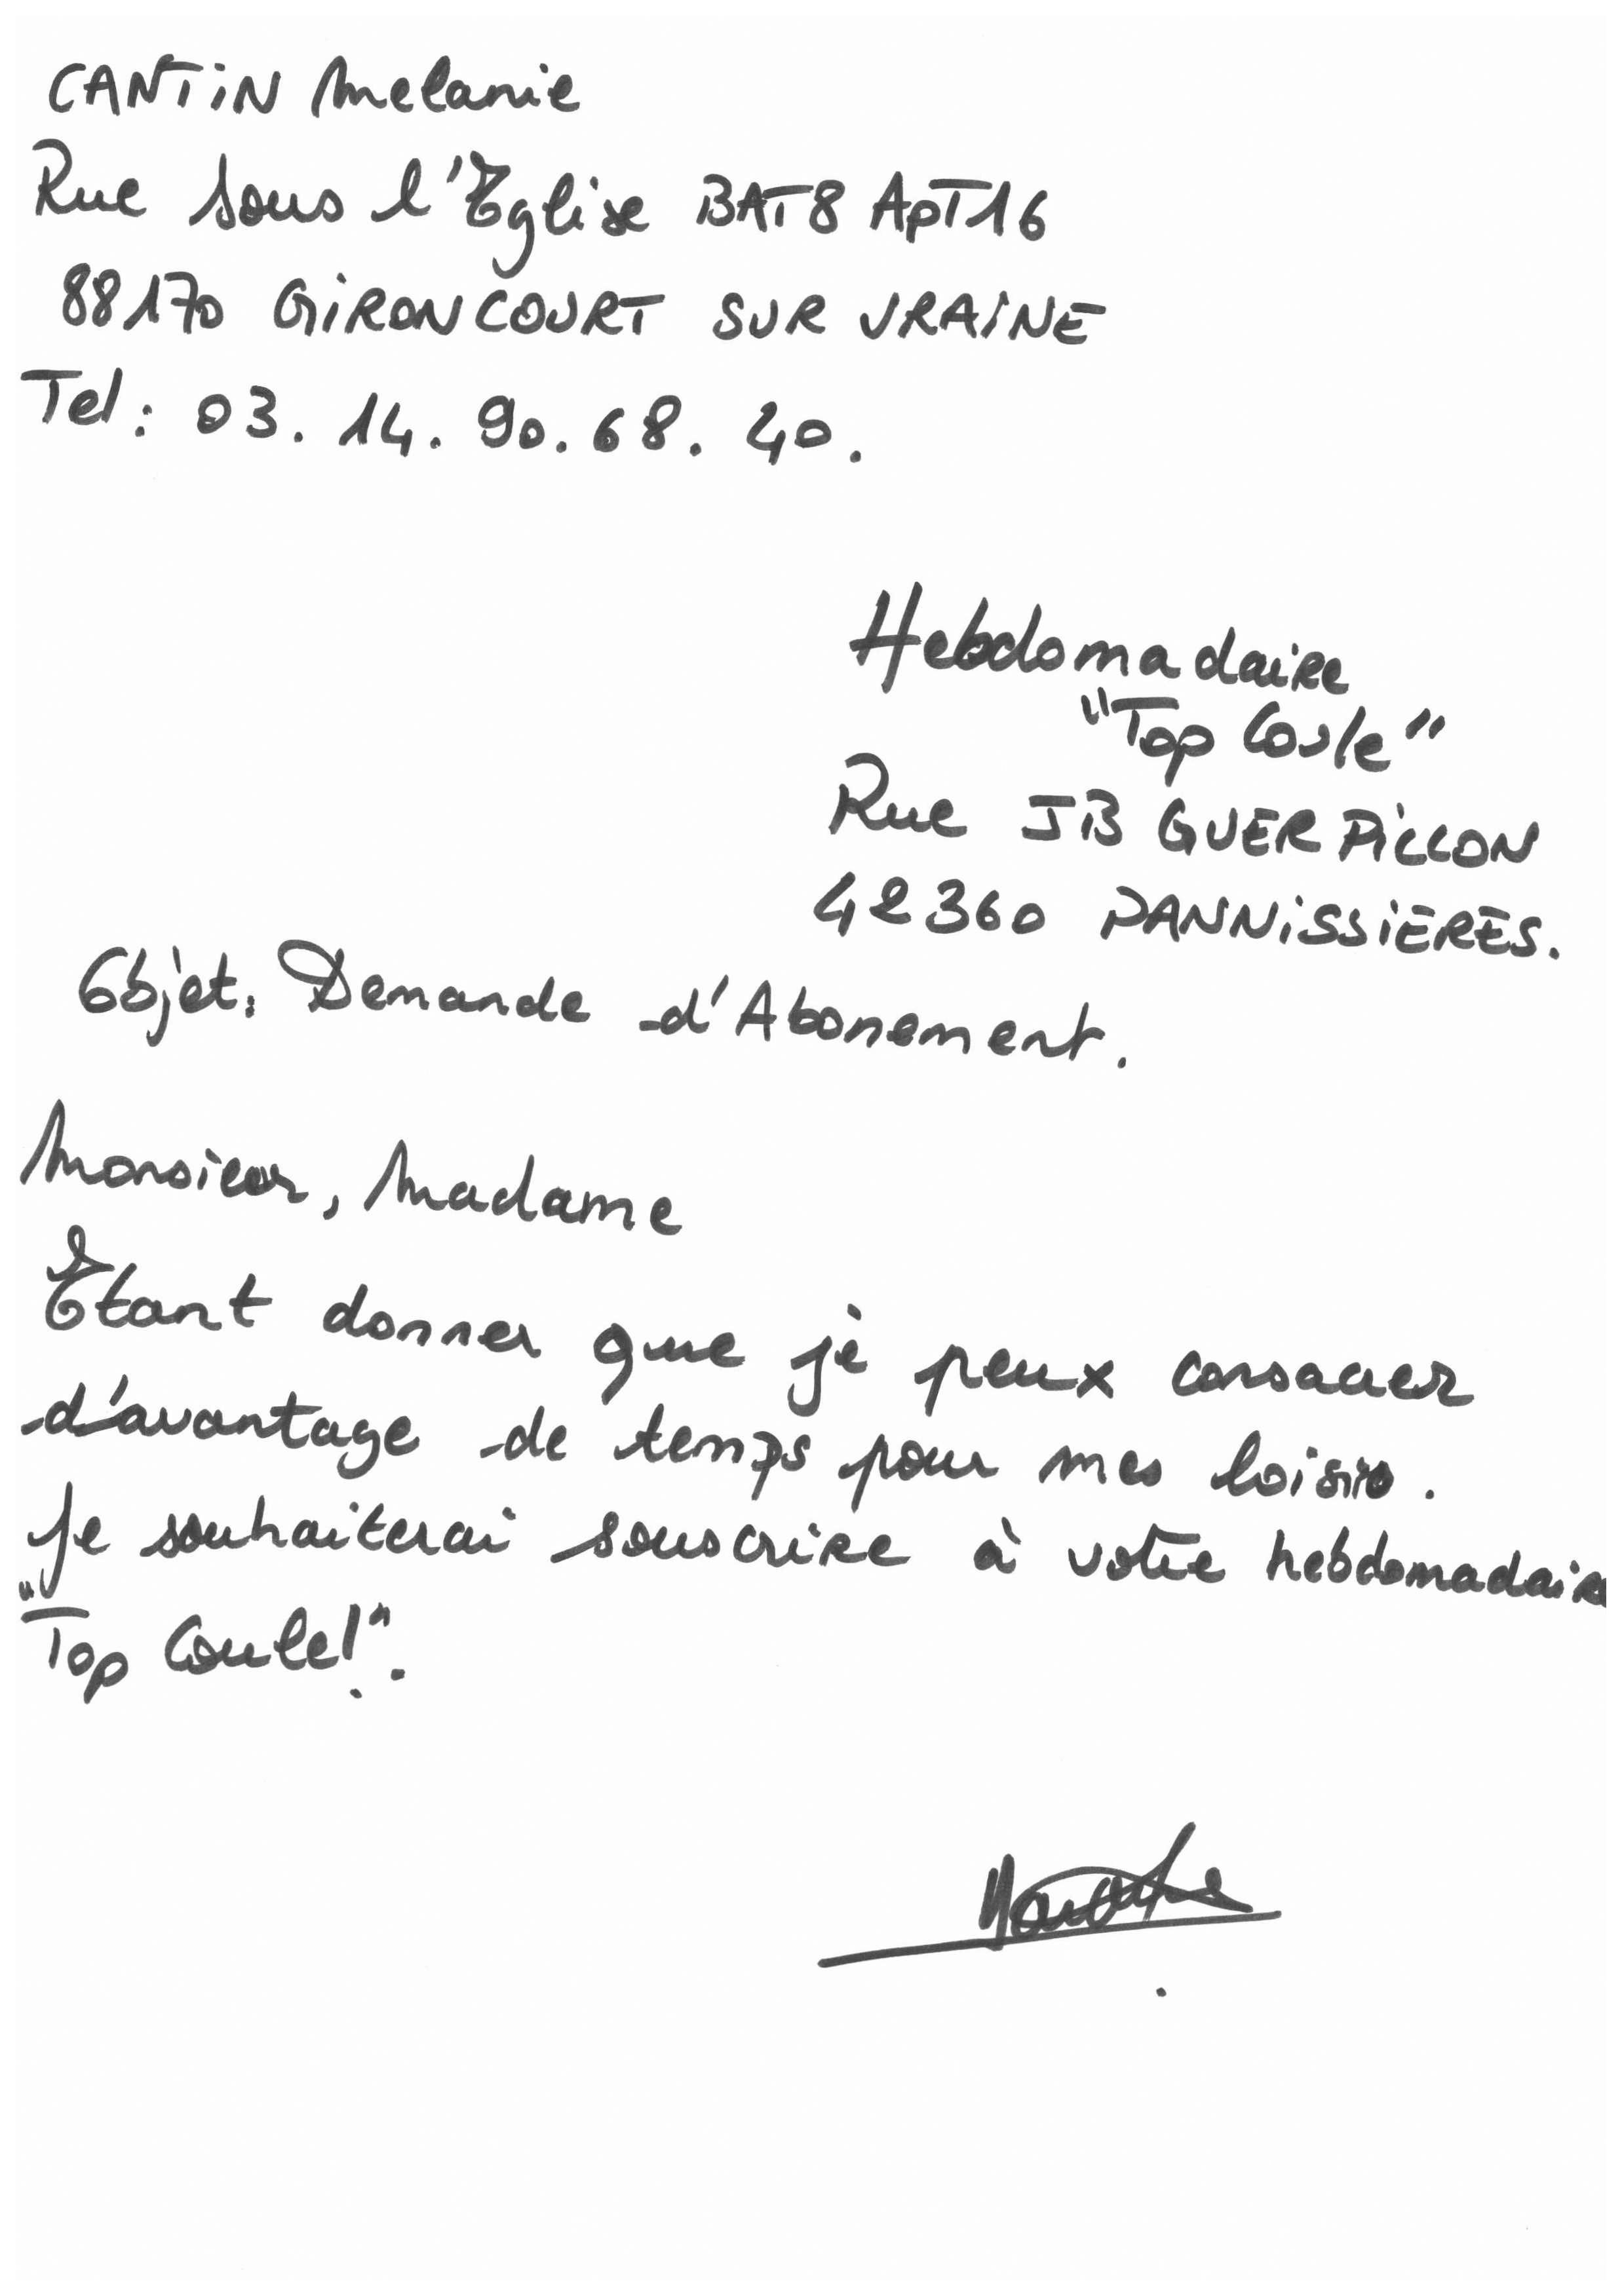 CANTIN Melanie
Rue sous l'Eglise BAT8 APT16
88170 GIRONCOURT SUR VRAINE
Tel: 03.14.90.68.40.
Hebdomadaire
"Top Coule"
Rue JB GUERPILLON
42360 PANNISSIERES.
Objet: Demande d'Abonement.
Monsieur, Madame
Etant donner que je peux consacrer
d'avantage de temps pour mes loisirs.
Je souhaiterai souscrire à votre hebdomadaire
"Top Coule!".